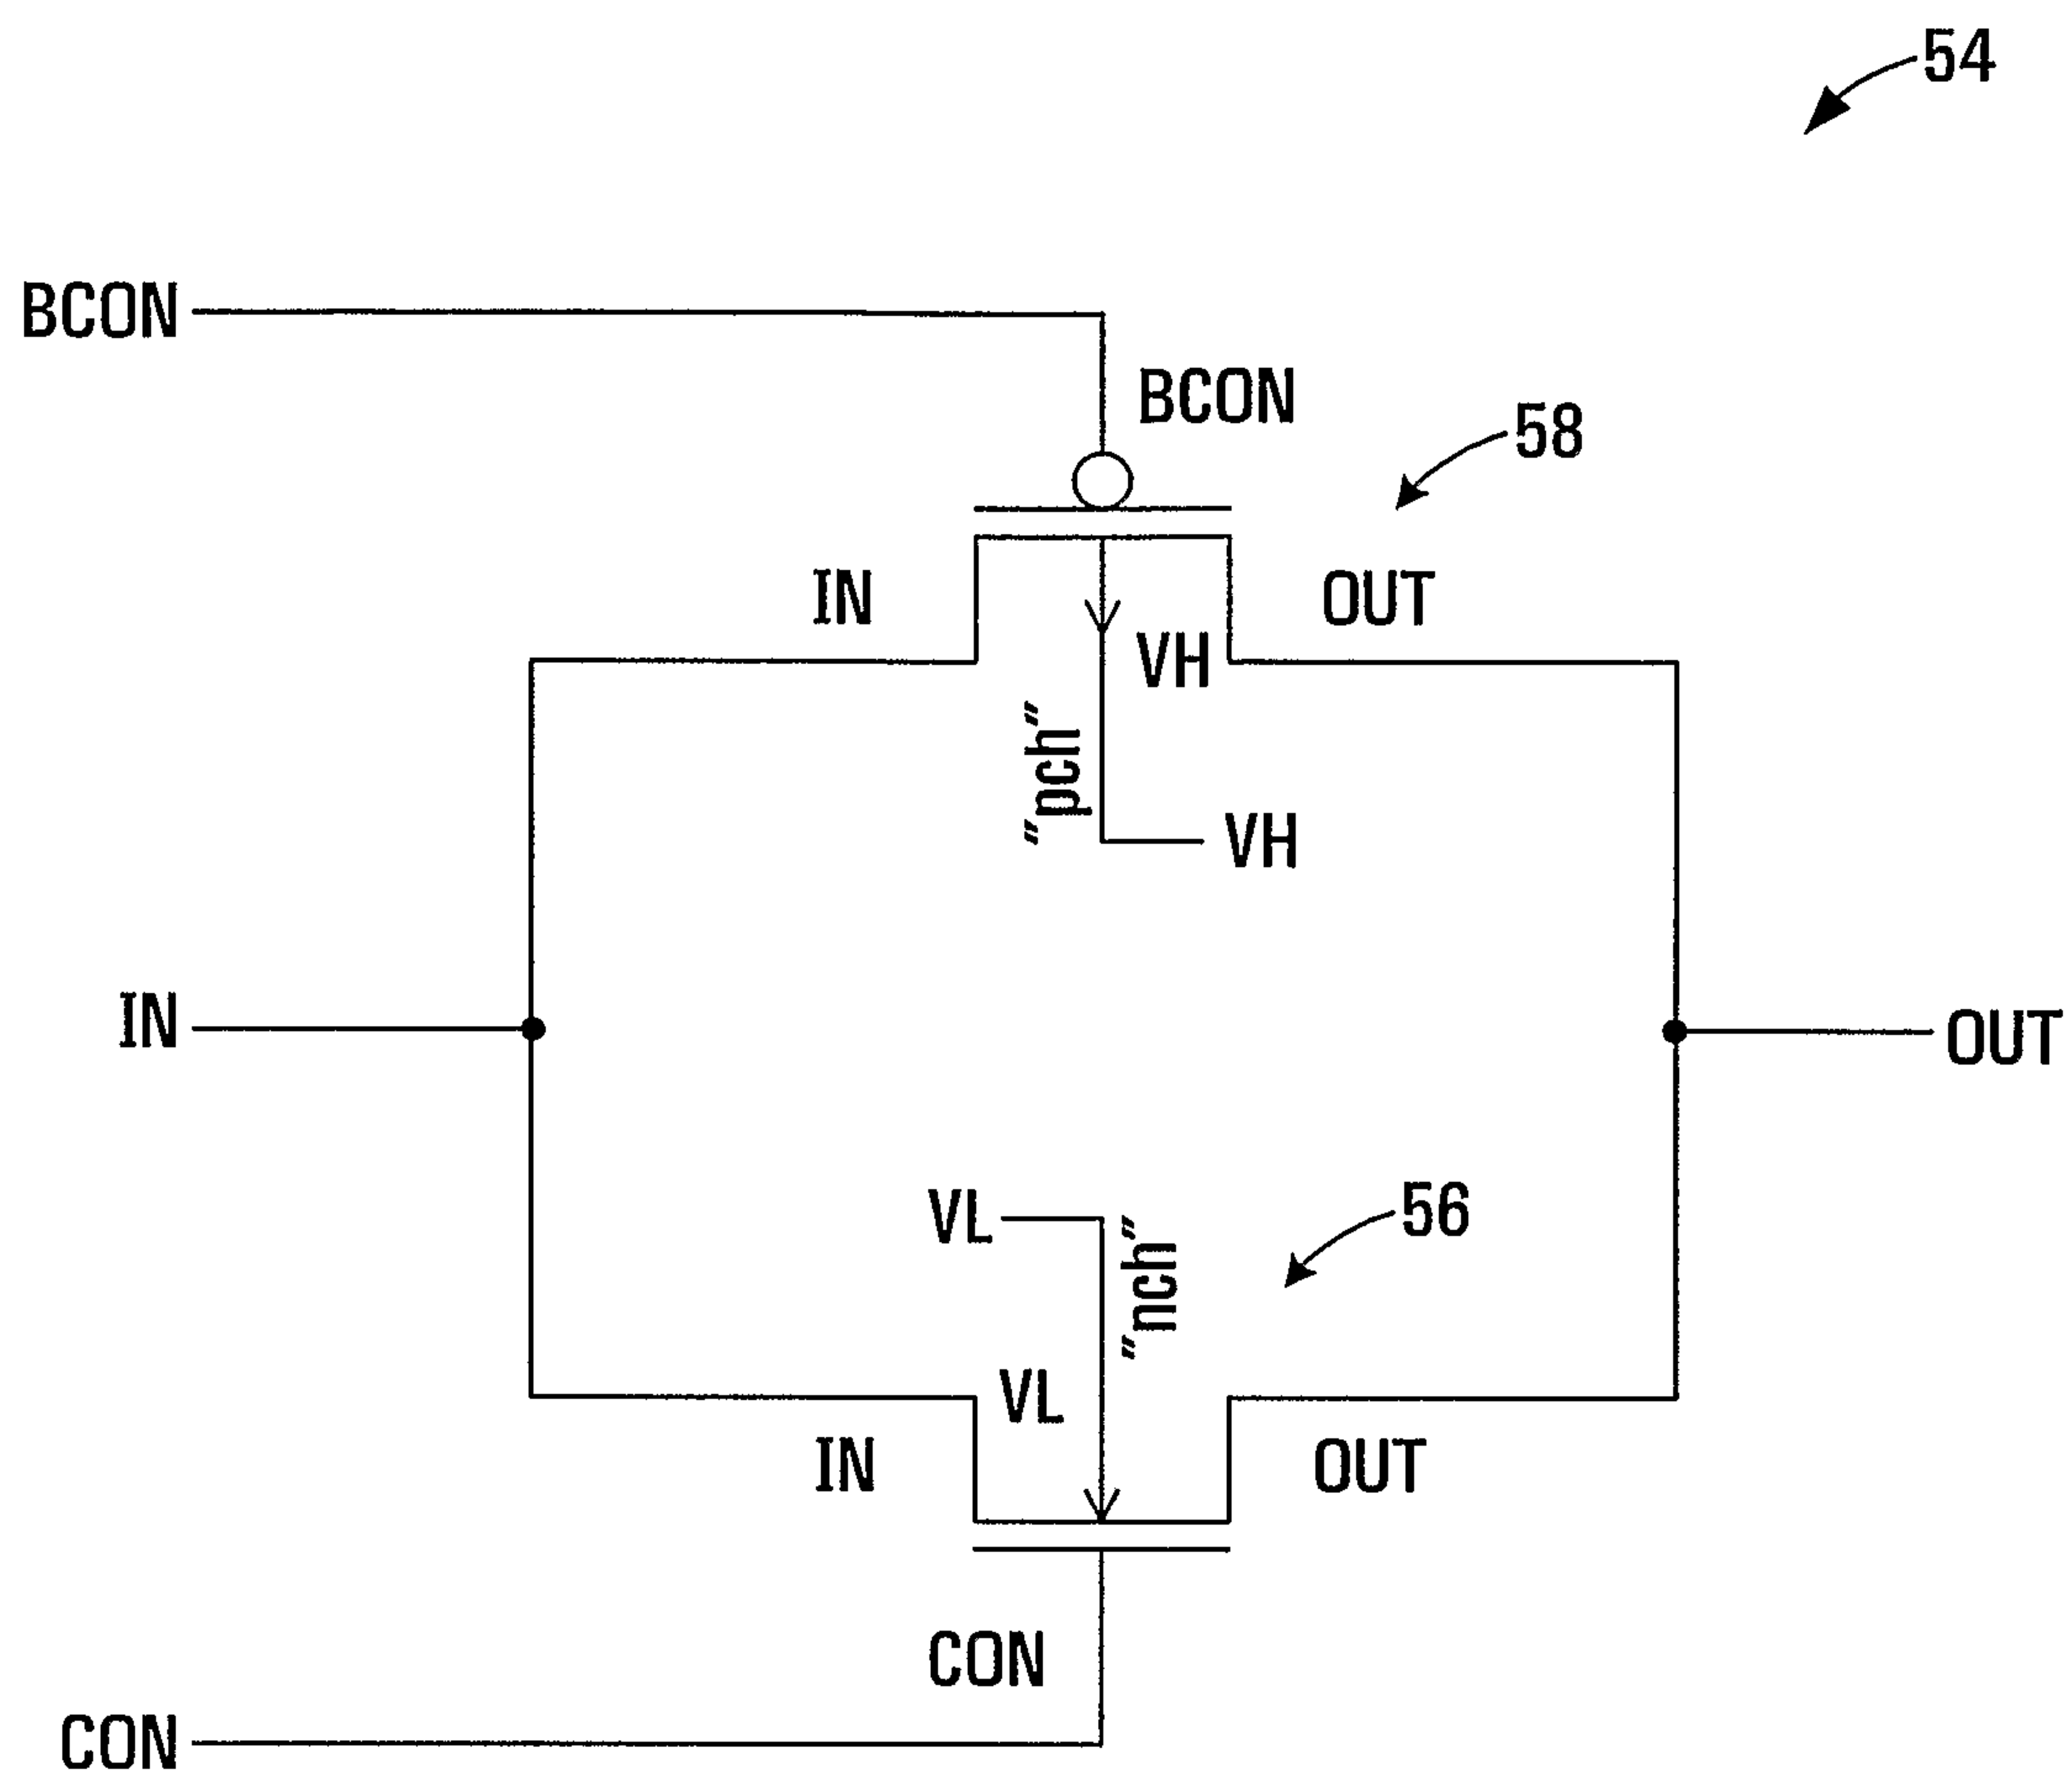 54
BCON
BCON
58
IN
OUT
VH
"pch"
VH
IN
OUT
VL
"nch"
56
VL
IN
OUT
CON
CON